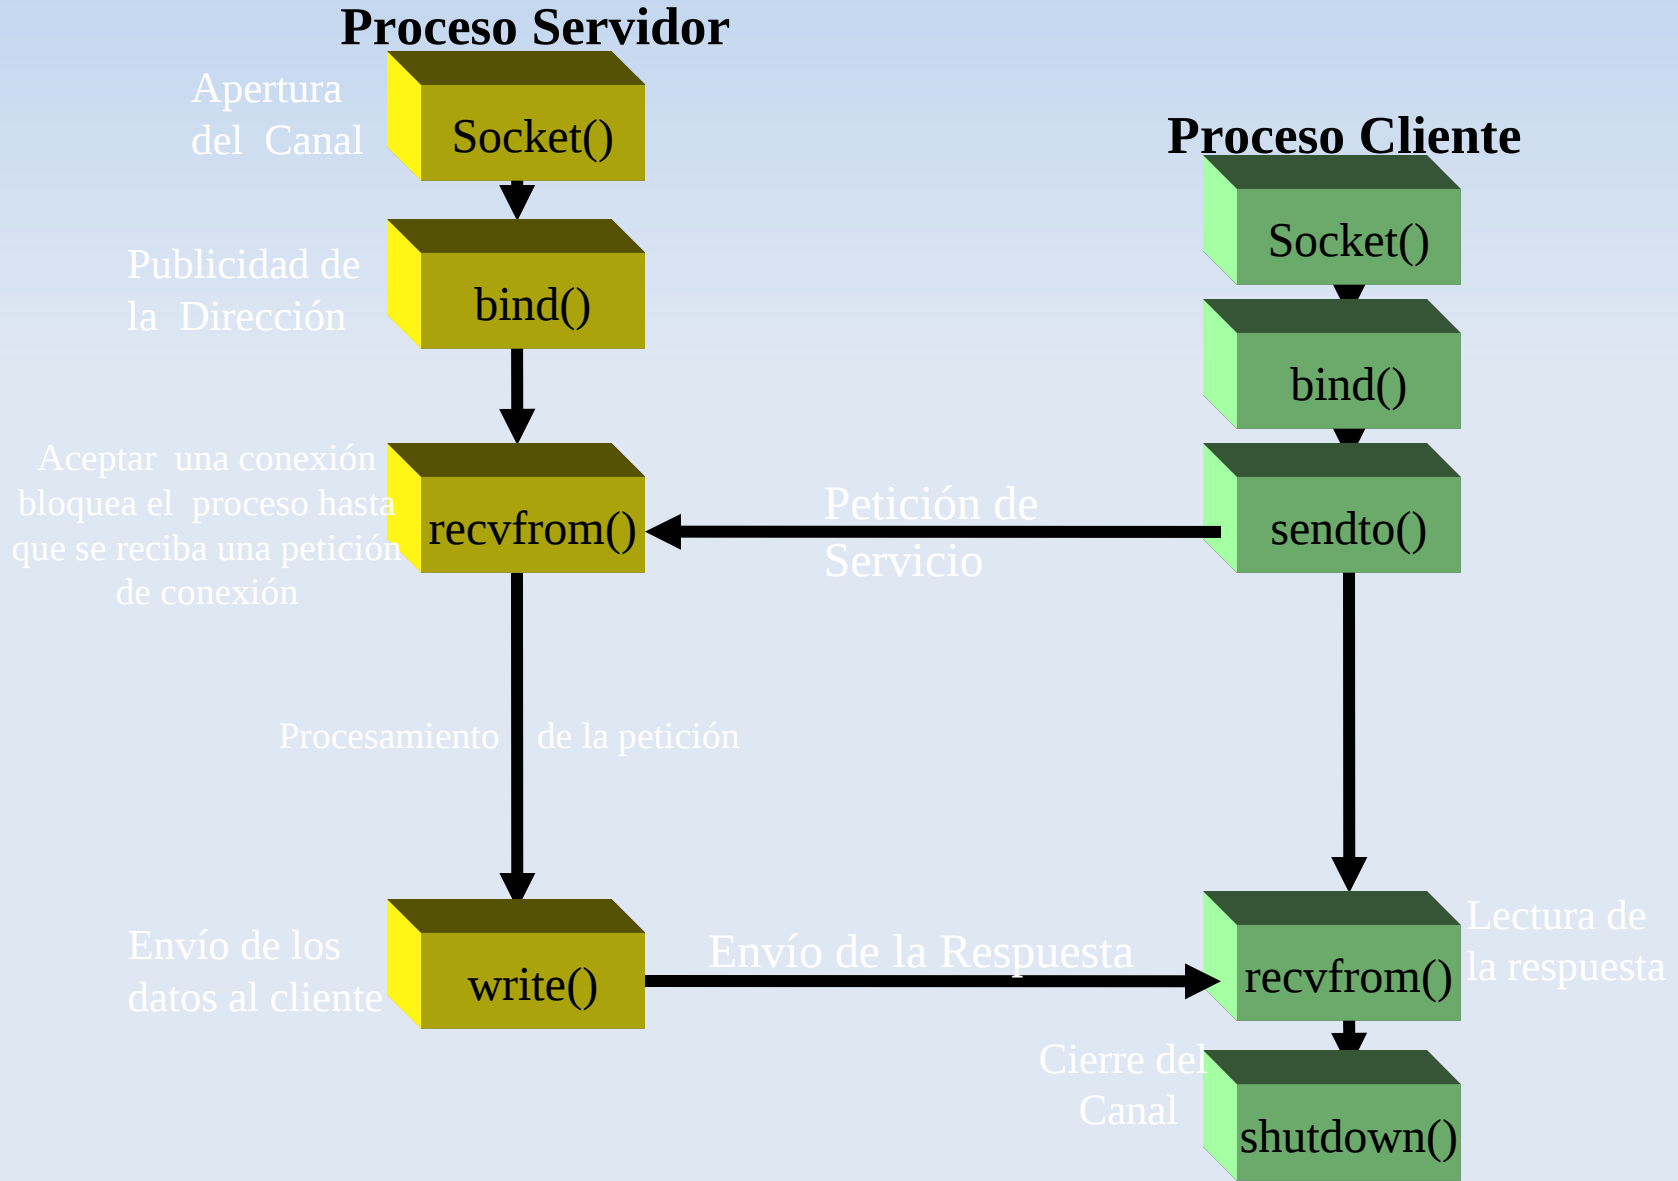 Proceso Servidor
Apertura
del Canal
Socket()
Proceso Cliente
Socket()
Publicidad de
la Dirección
bind()
bind()
Aceptar una conexión
bloquea el proceso hasta
que se reciba una petición
de conexión
recvfrom()
Petición de
Servicio
sendto()
Procesamiento de la petición
Envío de los
datos al cliente
write()
Envío de la Respuesta
recvfrom()
Lectura de
la respuesta
Cierre del
Canal
shutdown()